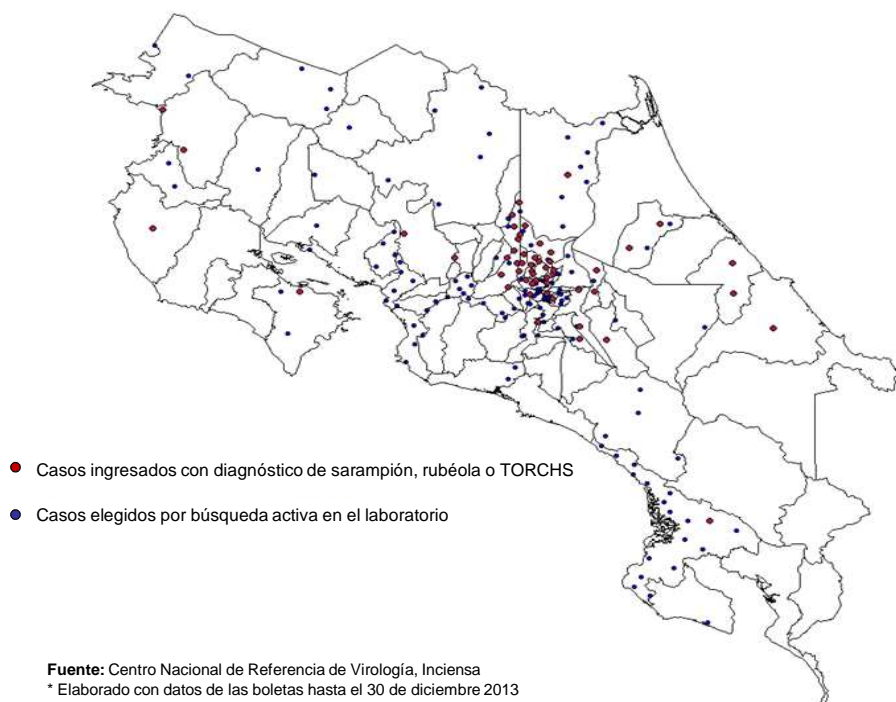 Casos ingresados con diagnóstico de sarampión, rubéola o TORCHS
Casos elegidos por búsqueda activa en el laboratorio
Fuente: Centro Nacional de Referencia de Virología, Inciensa
* Elaborado con datos de las boletas hasta el 30 de diciembre 2013